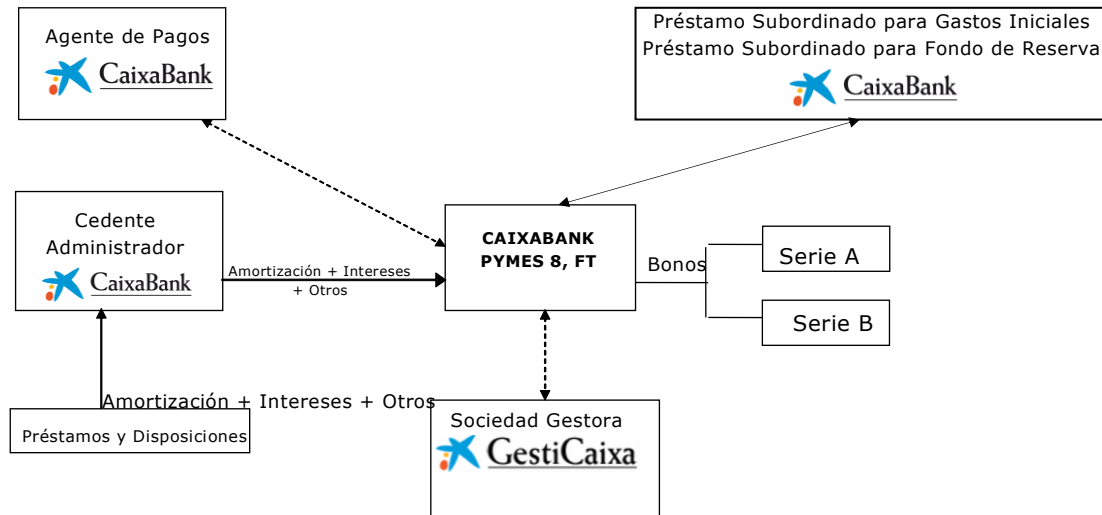 Agente de Pagos
CaixaBank
Préstamo Subordinado para Gastos Iniciales
Préstamo Subordinado para Fondo de Reserva
CaixaBank
Cedente
Administrador
CaixaBank
Amortización + Intereses
+ Otros
CAIXABANK
PYMES 8, FT
Bonos
Serie A
Serie B
Amortización + Intereses + Otros
Préstamos y Disposiciones
Sociedad Gestora
GestiCaixa